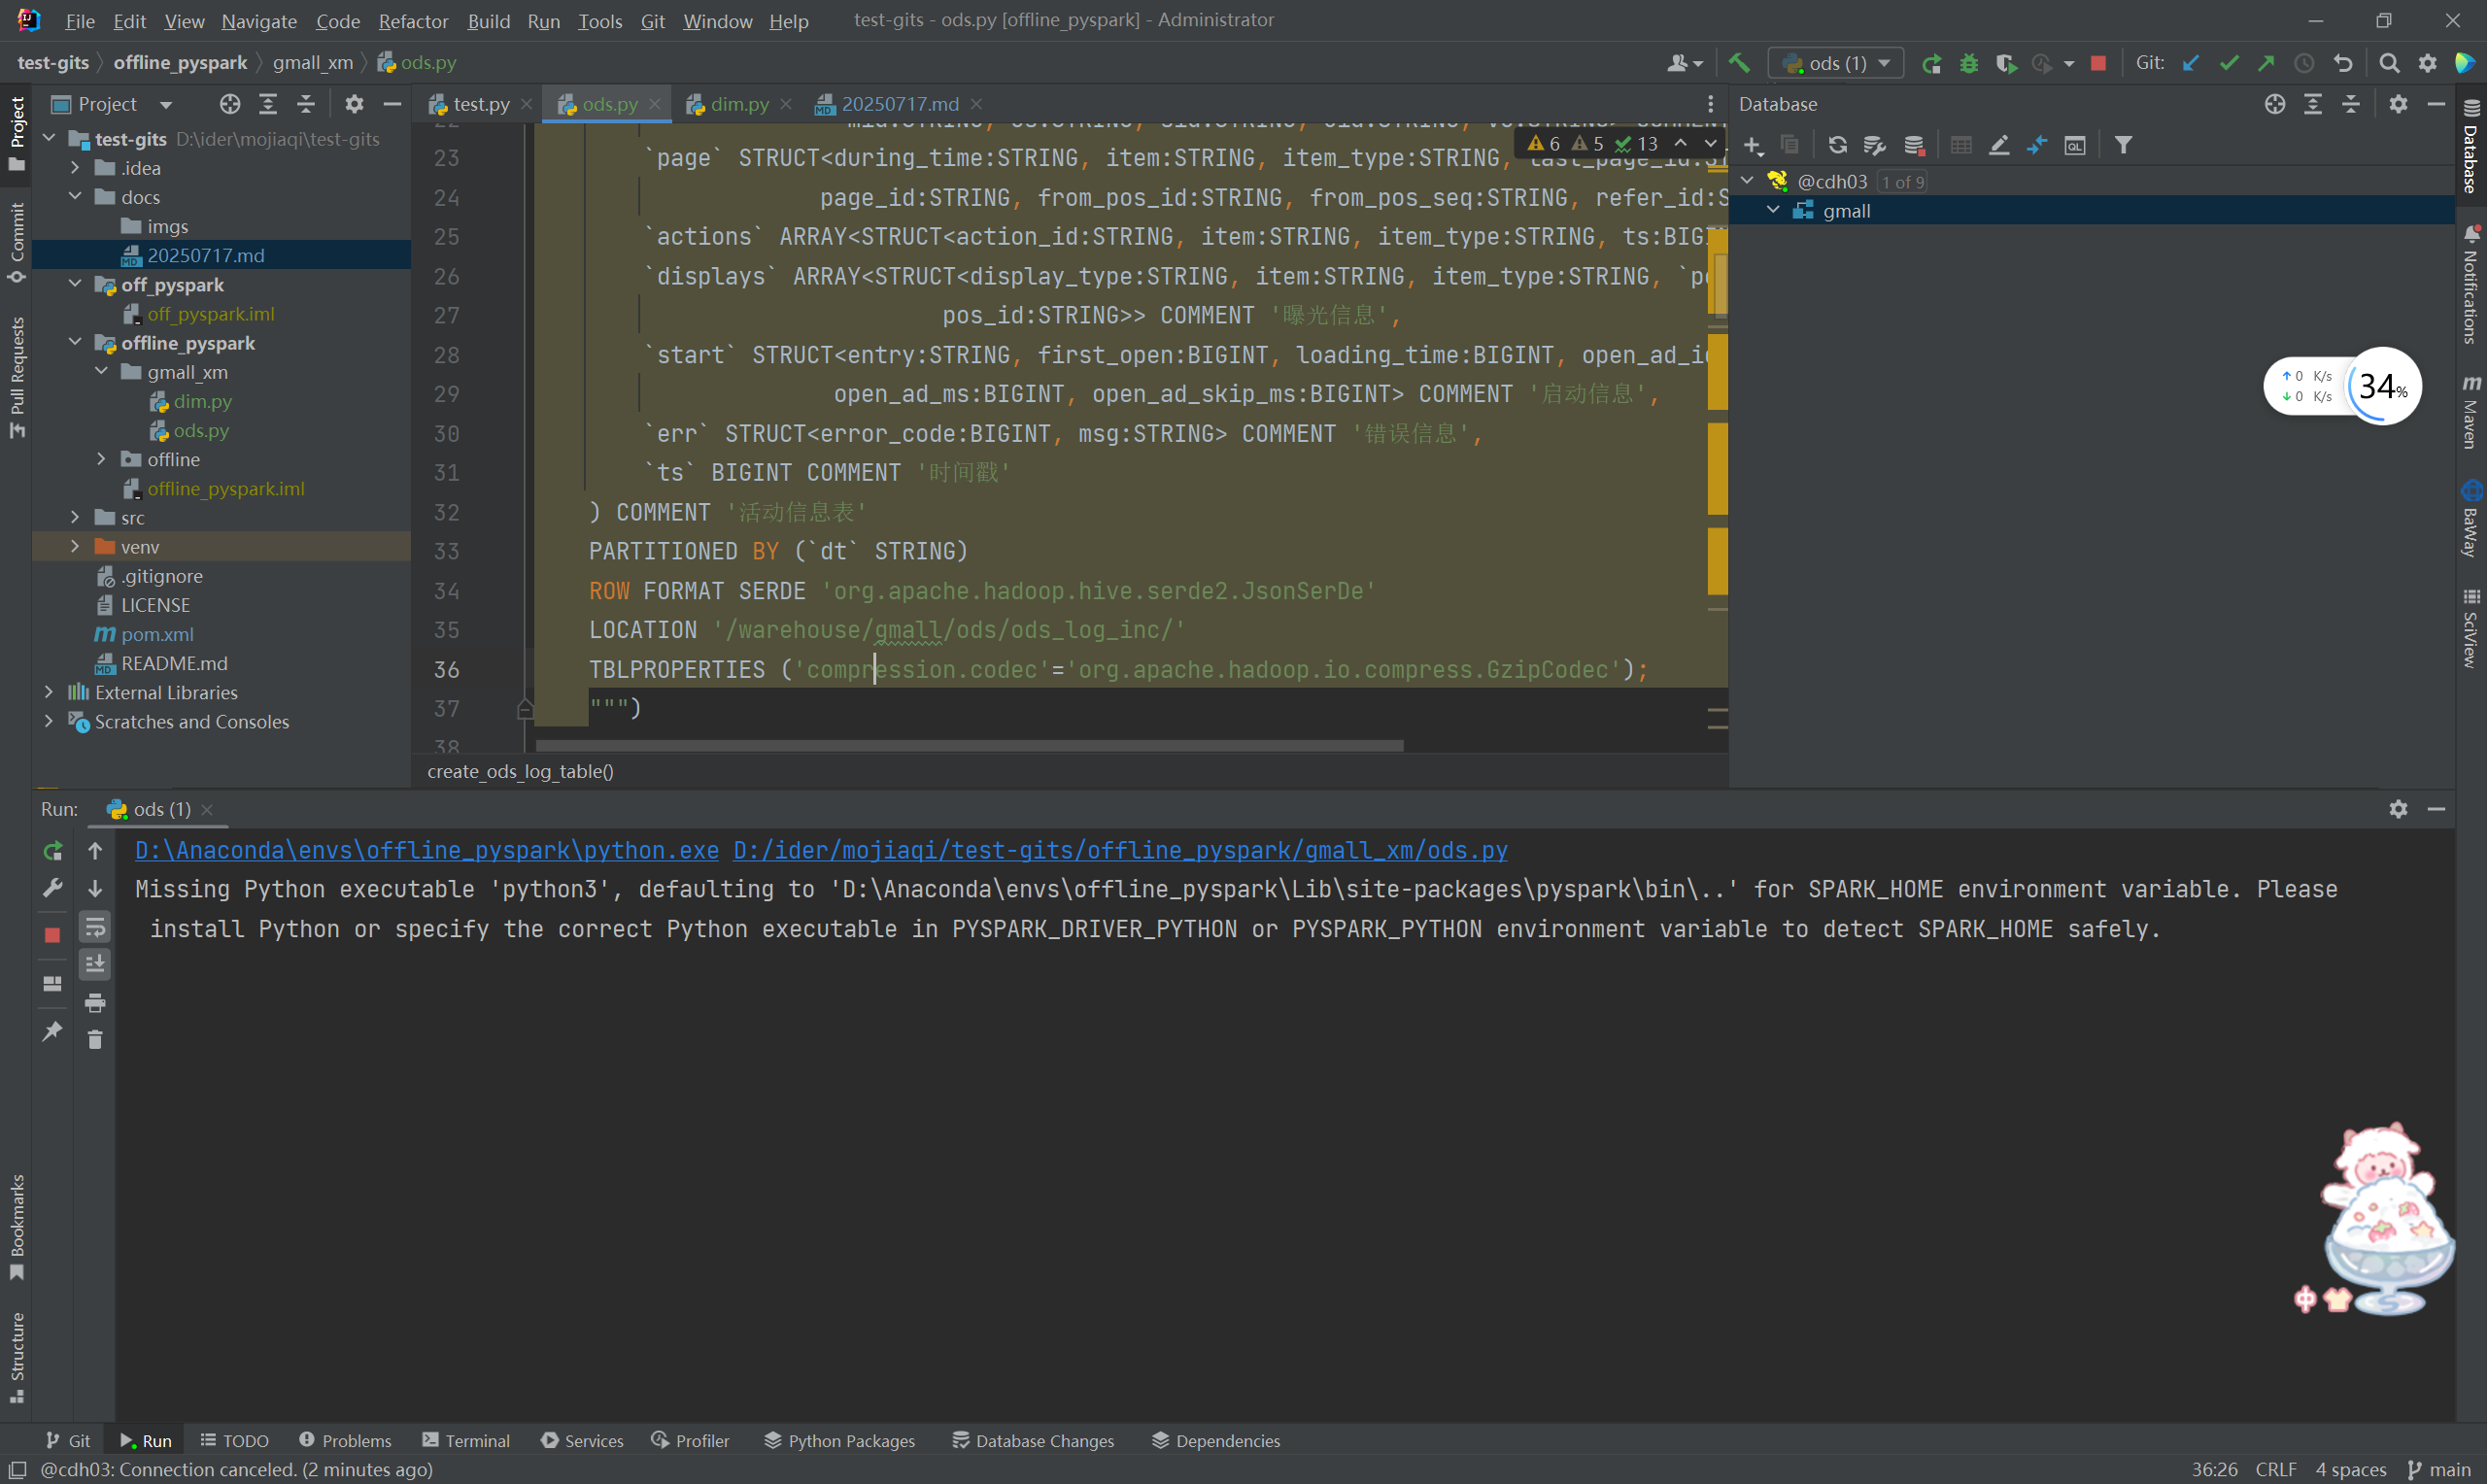 File Edit View Navigate Code Refactor Build Run Tools Git Window Help test-gits - ods.py [offline_pyspark] - Administrator
test-gits offline_pyspark gmall_xm ods.py ods (1) Git:
Project
test-gits D:\ider\mojiaqi\test-gits
.idea
docs
imgs
20250717.md
off_pyspark
off_pyspark.iml
offline_pyspark
gmall_xm
dim.py
ods.py
offline
offline_pyspark.iml
src
venv
.gitignore
LICENSE
pom.xml
README.md
External Libraries
Scratches and Consoles
test.py ods.py dim.py 20250717.md
6 5 13
23 `page` STRUCT<during_time:STRING, item:STRING, item_type:STRING, last_page_id:ST
24 page_id:STRING, from_pos_id:STRING, from_pos_seq:STRING, refer_id:S
25 `actions` ARRAY<STRUCT<action_id:STRING, item:STRING, item_type:STRING, ts:BIGI
26 `displays` ARRAY<STRUCT<display_type:STRING, item:STRING, item_type:STRING, `po
27 pos_id:STRING>> COMMENT '曝光信息',
28 `start` STRUCT<entry:STRING, first_open:BIGINT, loading_time:BIGINT, open_ad_id
29 open_ad_ms:BIGINT, open_ad_skip_ms:BIGINT> COMMENT '启动信息',
30 `err` STRUCT<error_code:BIGINT, msg:STRING> COMMENT '错误信息',
31 `ts` BIGINT COMMENT '时间戳'
32 ) COMMENT '活动信息表'
33 PARTITIONED BY (`dt` STRING)
34 ROW FORMAT SERDE 'org.apache.hadoop.hive.serde2.JsonSerDe'
35 LOCATION '/warehouse/gmall/ods/ods_log_inc/'
36 TBLPROPERTIES ('compression.codec'='org.apache.hadoop.io.compress.GzipCodec');
37 """)
38
create_ods_log_table()
Database
@cdh03 1 of 9
gmall
↑ 0 K/s
↓ 0 K/s
34%
Project
Commit
Pull Requests
Bookmarks
Structure
Database
Notifications
Maven
BaWay
SciView
Run: ods (1)
D:\Anaconda\envs\offline_pyspark\python.exe D:/ider/mojiaqi/test-gits/offline_pyspark/gmall_xm/ods.py
Missing Python executable 'python3', defaulting to 'D:\Anaconda\envs\offline_pyspark\Lib\site-packages\pyspark\bin\..' for SPARK_HOME environment variable. Please
install Python or specify the correct Python executable in PYSPARK_DRIVER_PYTHON or PYSPARK_PYTHON environment variable to detect SPARK_HOME safely.
中
Git Run TODO Problems Terminal Services Profiler Python Packages Database Changes Dependencies
@cdh03: Connection canceled. (2 minutes ago) 36:26 CRLF 4 spaces main